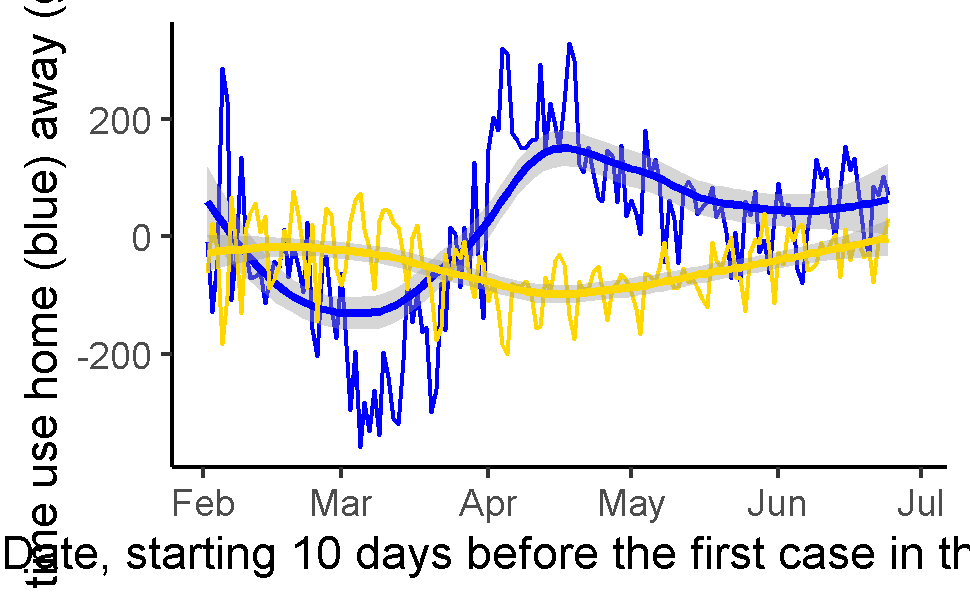 time use home (blue) away (
200
0
-200
Feb Mar Apr May Jun Jul
Date, starting 10 days before the first case in th